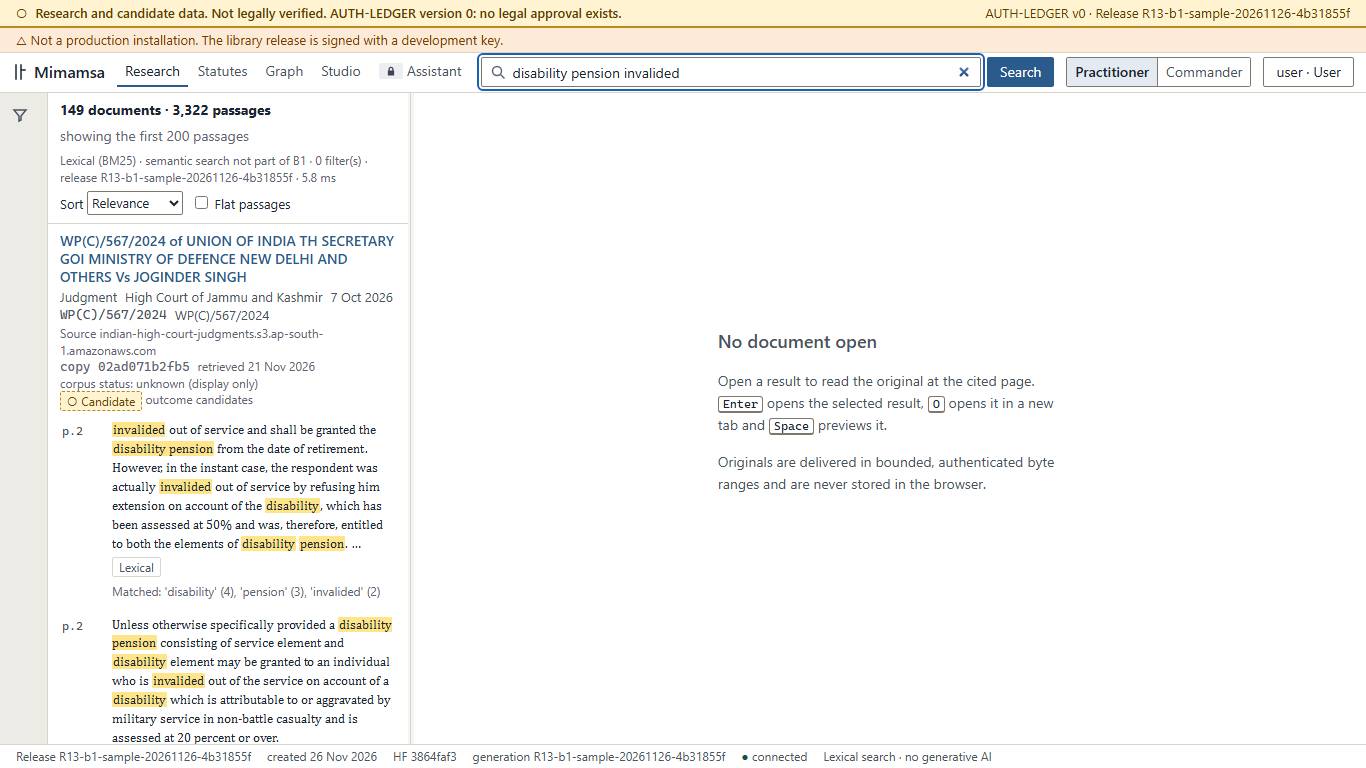 Research and candidate data. Not legally verified. AUTH-LEDGER version 0: no legal approval exists.
AUTH-LEDGER v0 · Release R13-b1-sample-20261126-4b31855f
Not a production installation. The library release is signed with a development key.
Mimamsa
Research
Statutes
Graph
Studio
Assistant
disability pension invalided
Search
Practitioner
Commander
user · User
149 documents · 3,322 passages
showing the first 200 passages
Lexical (BM25) · semantic search not part of B1 · 0 filter(s) ·
release R13-b1-sample-20261126-4b31855f · 5.8 ms
Sort Relevance Flat passages
WP(C)/567/2024 of UNION OF INDIA TH SECRETARY
GOI MINISTRY OF DEFENCE NEW DELHI AND
OTHERS Vs JOGINDER SINGH
Judgment High Court of Jammu and Kashmir 7 Oct 2026
WP(C)/567/2024 WP(C)/567/2024
Source indian-high-court-judgments.s3.ap-south-
1.amazonaws.com
copy 02ad071b2fb5 retrieved 21 Nov 2026
corpus status: unknown (display only)
Candidate outcome candidates
p.2
invalided out of service and shall be granted the
disability pension from the date of retirement.
However, in the instant case, the respondent was
actually invalided out of service by refusing him
extension on account of the disability, which has
been assessed at 50% and was, therefore, entitled
to both the elements of disability pension. ...
Lexical
Matched: 'disability' (4), 'pension' (3), 'invalided' (2)
p.2
Unless otherwise specifically provided a disability
pension consisting of service element and
disability element may be granted to an individual
who is invalided out of the service on account of a
disability which is attributable to or aggravated by
military service in non-battle casualty and is
assessed at 20 percent or over.
No document open
Open a result to read the original at the cited page.
Enter opens the selected result, O opens it in a new
tab and Space previews it.
Originals are delivered in bounded, authenticated byte
ranges and are never stored in the browser.
Release R13-b1-sample-20261126-4b31855f
created 26 Nov 2026
HF 3864faf3
generation R13-b1-sample-20261126-4b31855f
connected
Lexical search · no generative AI